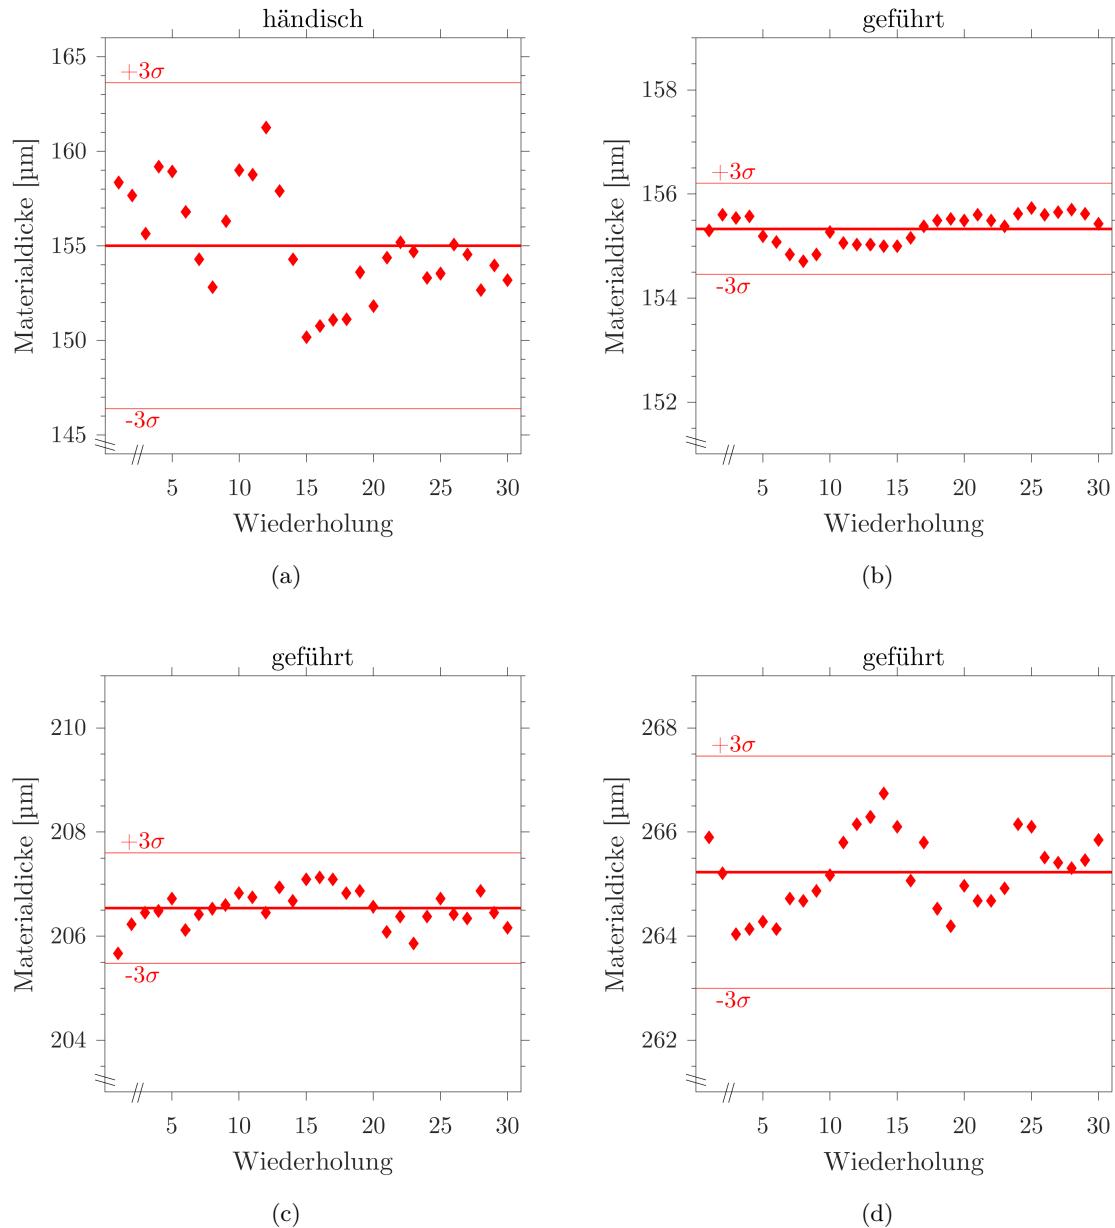 händisch
165
160
155
150
145
+3σ
-3σ
Materialdicke [µm]
5 10 15 20 25 30
Wiederholung
(a)
geführt
158
156
154
152
+3σ
-3σ
Materialdicke [µm]
5 10 15 20 25 30
Wiederholung
(b)
geführt
210
208
206
204
+3σ
-3σ
Materialdicke [µm]
5 10 15 20 25 30
Wiederholung
(c)
geführt
268
266
264
262
+3σ
-3σ
Materialdicke [µm]
5 10 15 20 25 30
Wiederholung
(d)